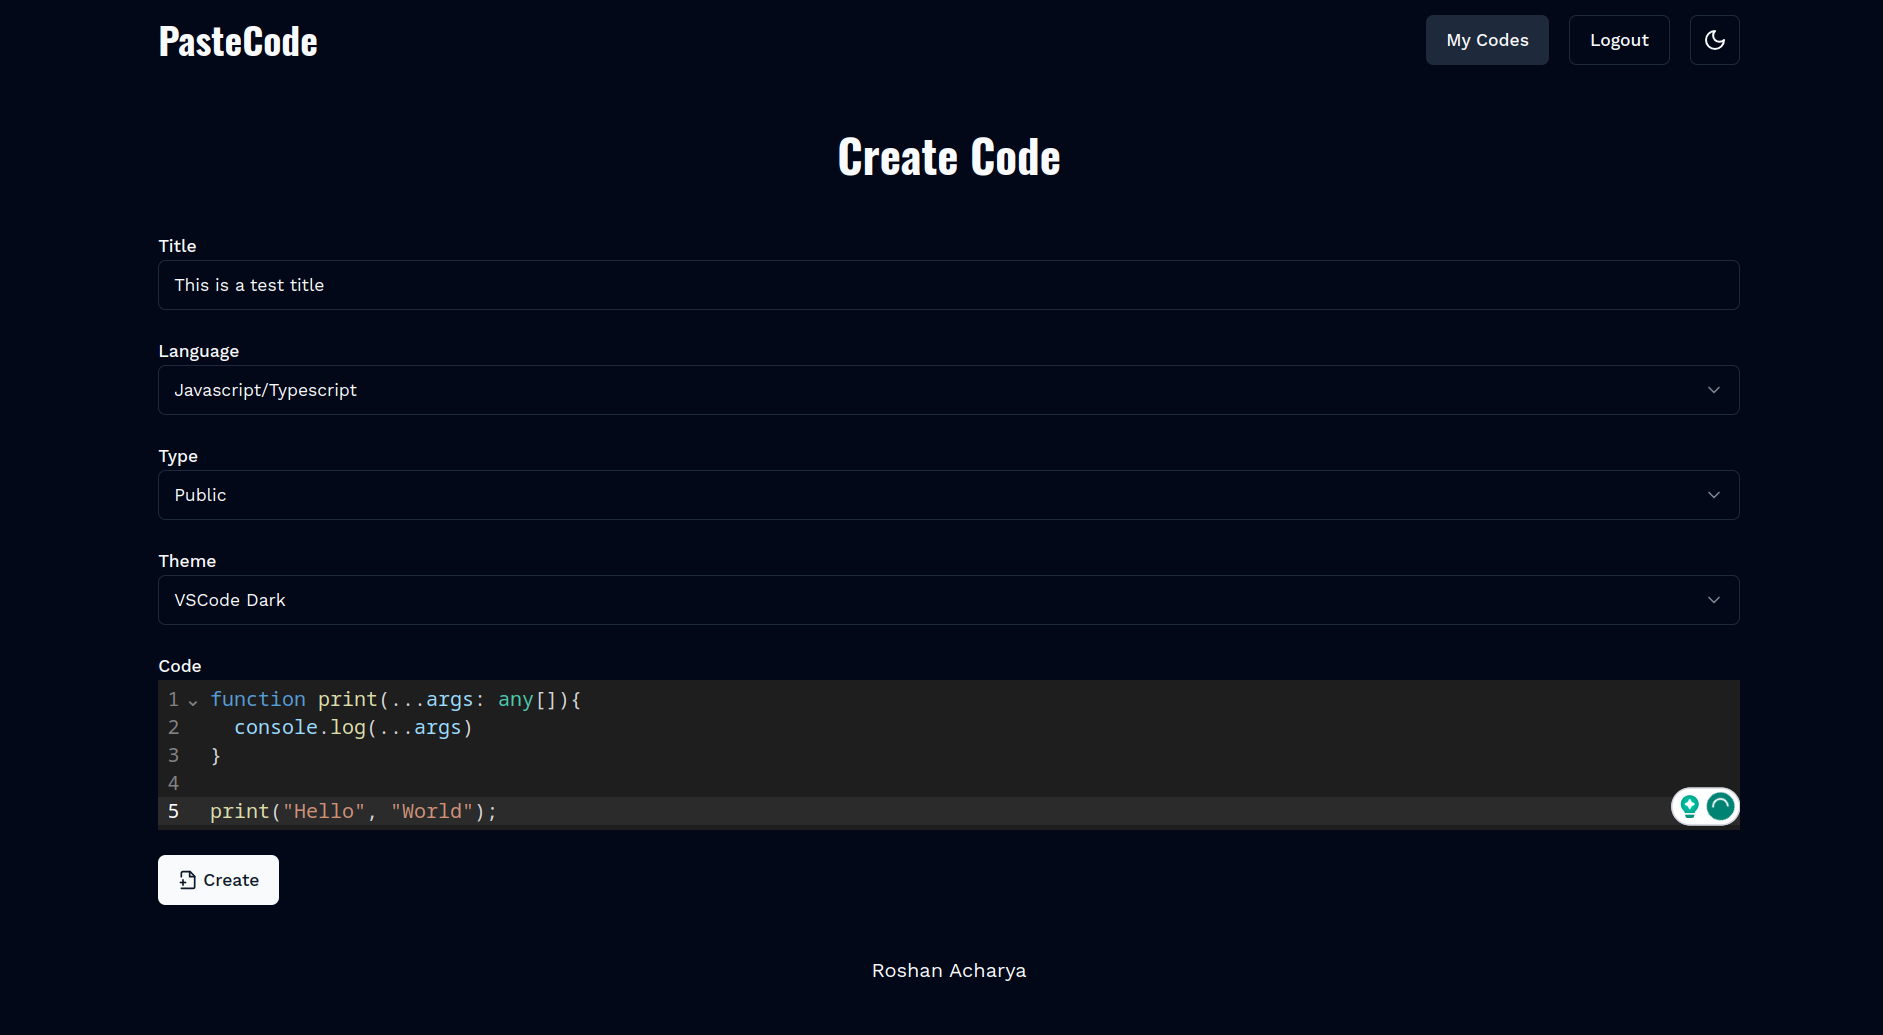 PasteCode
My Codes
Logout
Create Code
Title
This is a test title
Language
Javascript/Typescript
Type
Public
Theme
VSCode Dark
Code
1 function print(...args: any[]){
2   console.log(...args)
3 }
4
5 print("Hello", "World");
Create
Roshan Acharya